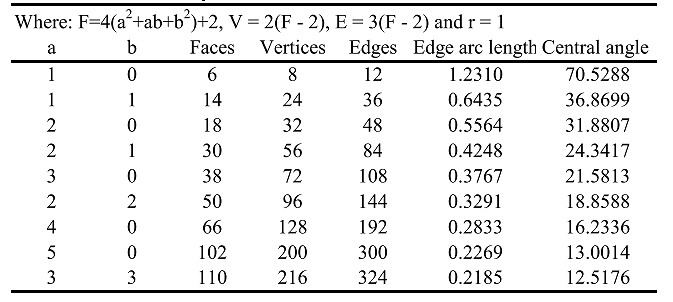 Where: F=4(a²+ab+b²)+2, V = 2(F - 2), E = 3(F - 2) and r = 1
a b Faces Vertices Edges Edge arc length Central angle
1 0 6 8 12 1.2310 70.5288
1 1 14 24 36 0.6435 36.8699
2 0 18 32 48 0.5564 31.8807
2 1 30 56 84 0.4248 24.3417
3 0 38 72 108 0.3767 21.5813
2 2 50 96 144 0.3291 18.8588
4 0 66 128 192 0.2833 16.2336
5 0 102 200 300 0.2269 13.0014
3 3 110 216 324 0.2185 12.5176